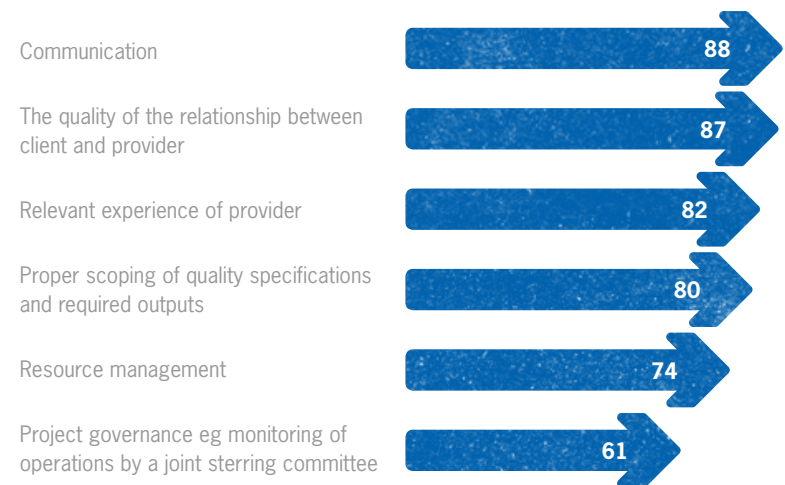 Communication
88
The quality of the relationship between
client and provider
87
Relevant experience of provider
82
Proper scoping of quality specifications
and required outputs
80
Resource management
74
Project governance eg monitoring of
operations by a joint sterring committee
61